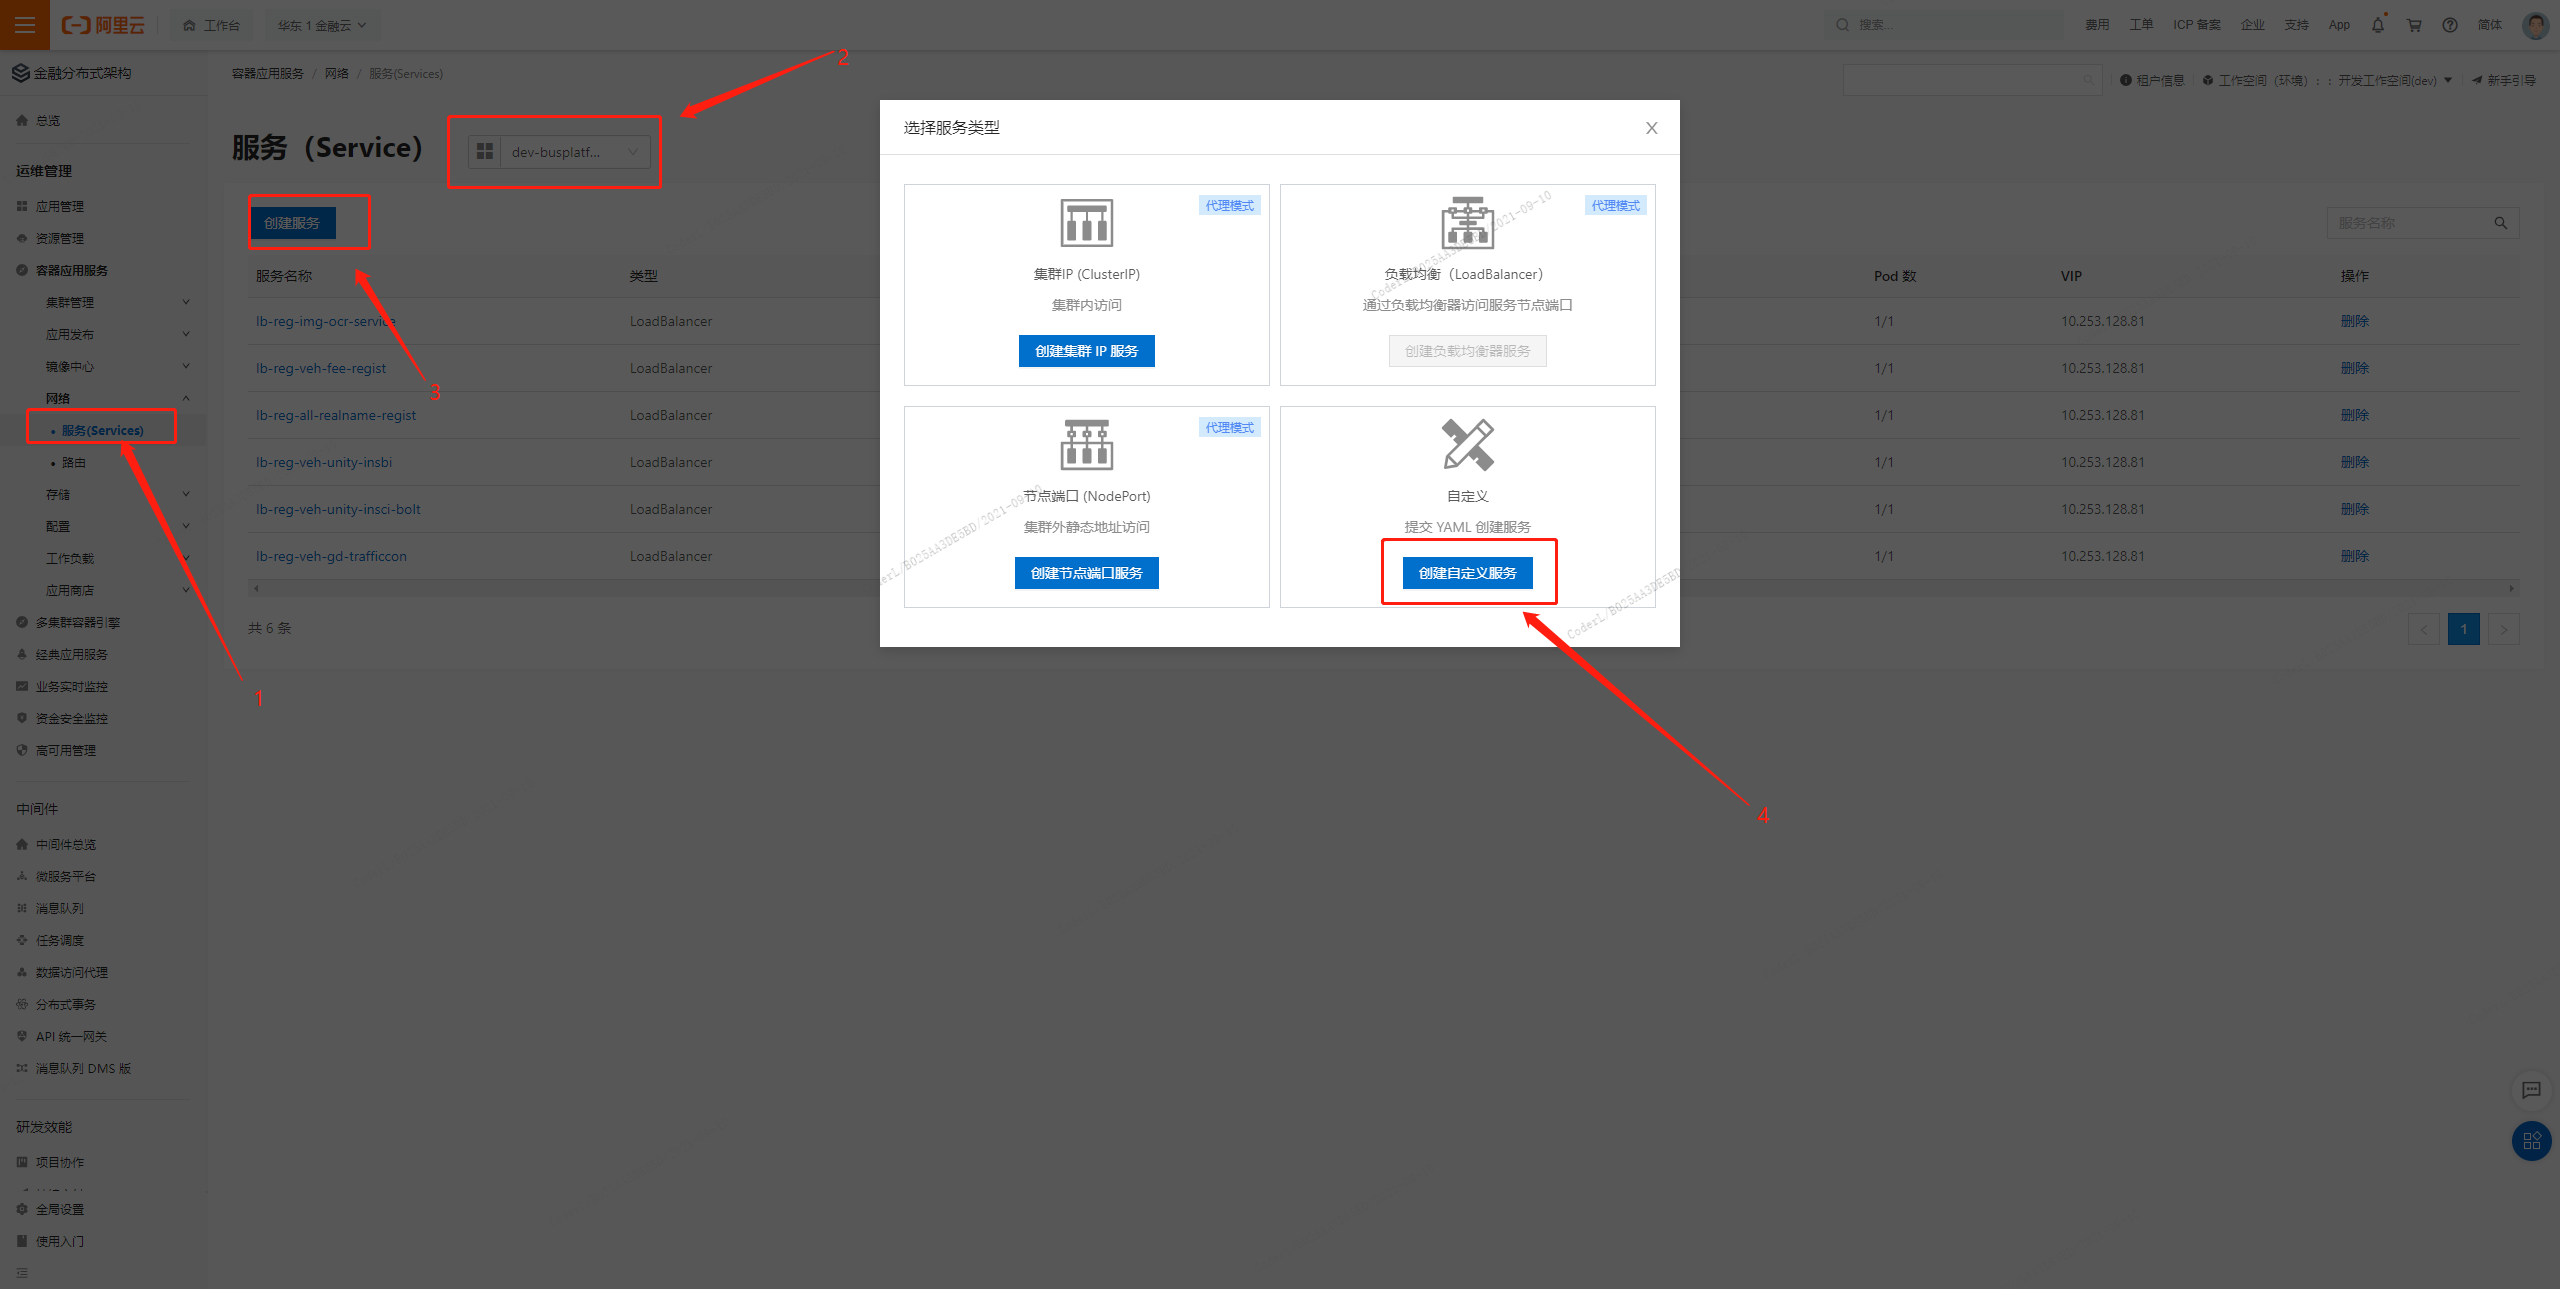 阿里云
工作台
华东 1 金融云
搜索...
费用
工单
ICP 备案
企业
支持
App
简体
金融分布式架构
容器应用服务 / 网络 / 服务(Services)
租户信息
工作空间（环境）：
: 开发工作空间(dev)
新手引导
2
总览
运维管理
应用管理
资源管理
容器应用服务
集群管理
应用发布
镜像中心
网络
服务(Services)
路由
存储
配置
工作负载
应用商店
多集群容器引擎
经典应用服务
业务实时监控
资金安全监控
高可用管理
中间件
中间件总览
微服务平台
消息队列
任务调度
数据访问代理
分布式事务
API 统一网关
消息队列 DMS 版
研发效能
项目协作
全局设置
使用入门
1
服务（Service）
dev-busplatf...
创建服务
3
服务名称
服务名称 类型 Pod 数 VIP 操作
lb-reg-img-ocr-service LoadBalancer 1/1 10.253.128.81 删除
lb-reg-veh-fee-regist LoadBalancer 1/1 10.253.128.81 删除
lb-reg-all-realname-regist LoadBalancer 1/1 10.253.128.81 删除
lb-reg-veh-unity-insbi LoadBalancer 1/1 10.253.128.81 删除
lb-reg-veh-unity-insci-bolt LoadBalancer 1/1 10.253.128.81 删除
lb-reg-veh-gd-trafficcon LoadBalancer 1/1 10.253.128.81 删除
共 6 条
1
选择服务类型
X
代理模式
集群IP (ClusterIP)
集群内访问
创建集群 IP 服务
代理模式
负载均衡（LoadBalancer）
通过负载均衡器访问服务节点端口
创建负载均衡器服务
代理模式
节点端口 (NodePort)
集群外静态地址访问
创建节点端口服务
自定义
提交 YAML 创建服务
创建自定义服务
4